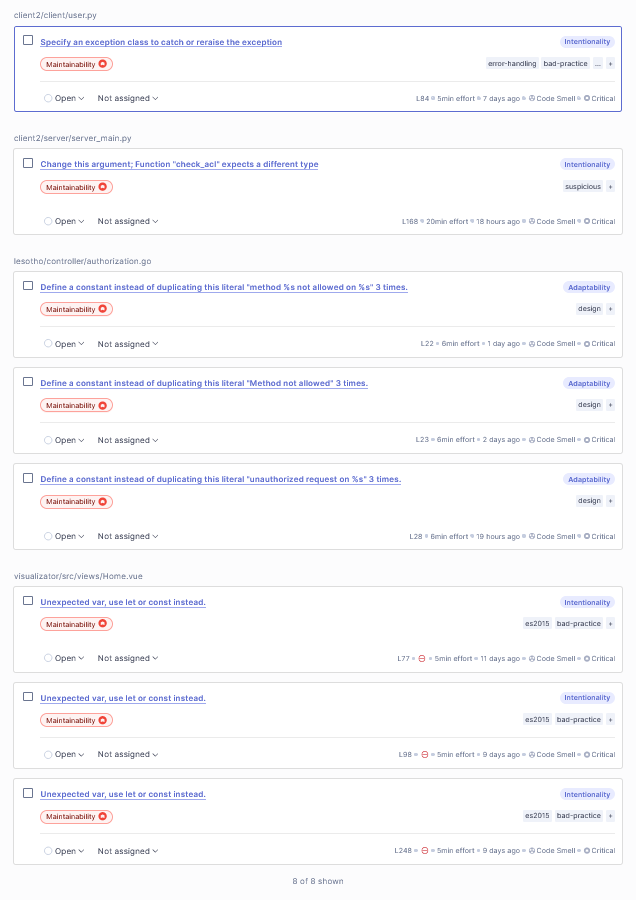 client2/client/user.py
Specify an exception class to catch or reraise the exception
Intentionality
Maintainability
error-handling bad-practice ... +
Open Not assigned
L84 5min effort 7 days ago Code Smell Critical
client2/server/server_main.py
Change this argument; Function "check_acl" expects a different type
Intentionality
Maintainability
suspicious +
Open Not assigned
L168 20min effort 18 hours ago Code Smell Critical
lesotho/controller/authorization.go
Define a constant instead of duplicating this literal "method %s not allowed on %s" 3 times.
Adaptability
Maintainability
design +
Open Not assigned
L22 6min effort 1 day ago Code Smell Critical
Define a constant instead of duplicating this literal "Method not allowed" 3 times.
Adaptability
Maintainability
design +
Open Not assigned
L23 6min effort 2 days ago Code Smell Critical
Define a constant instead of duplicating this literal "unauthorized request on %s" 3 times.
Adaptability
Maintainability
design +
Open Not assigned
L28 6min effort 19 hours ago Code Smell Critical
visualizator/src/views/Home.vue
Unexpected var, use let or const instead.
Intentionality
Maintainability
es2015 bad-practice +
Open Not assigned
L77 5min effort 11 days ago Code Smell Critical
Unexpected var, use let or const instead.
Intentionality
Maintainability
es2015 bad-practice +
Open Not assigned
L98 5min effort 9 days ago Code Smell Critical
Unexpected var, use let or const instead.
Intentionality
Maintainability
es2015 bad-practice +
Open Not assigned
L248 5min effort 9 days ago Code Smell Critical
8 of 8 shown